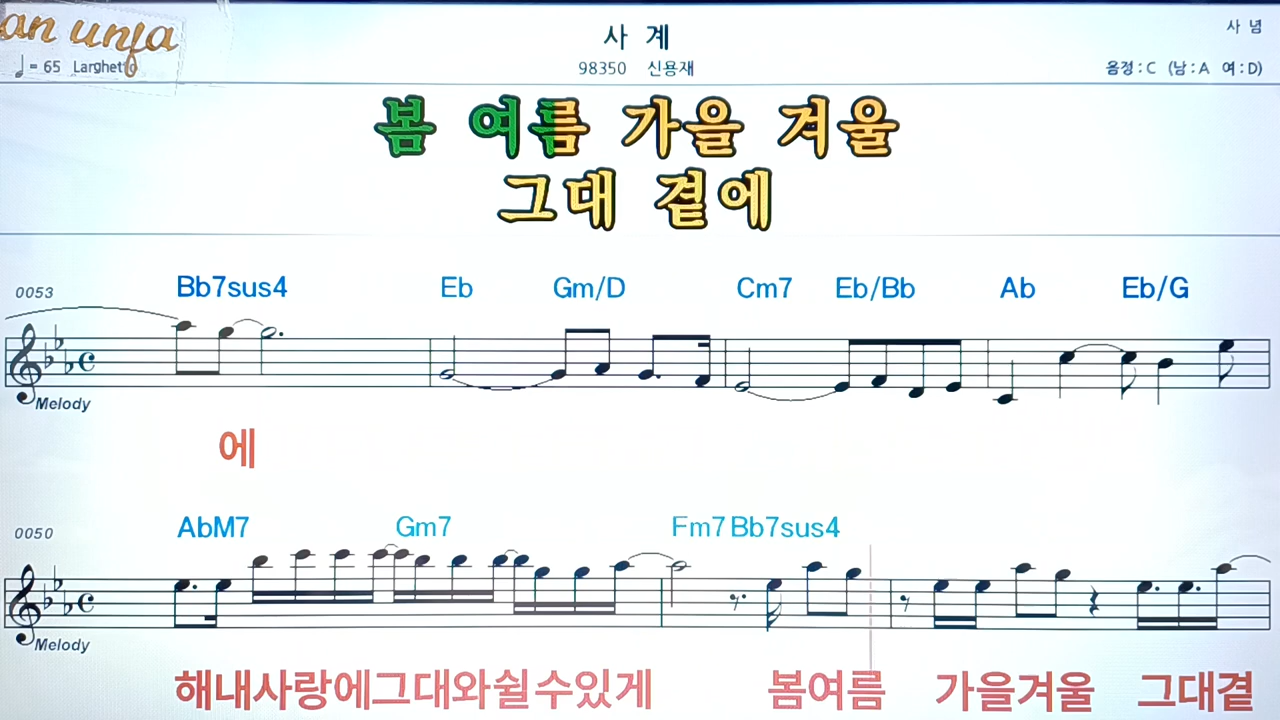 an unfa
사 계
사 념
♩= 65 Larghetto
98350 신용재
음정 : C (남 : A 여 : D)
봄 여름 가을 겨울
그대 곁에
0053
Bb7sus4 Eb Gm/D Cm7 Eb/Bb Ab Eb/G
Melody
에
0050
AbM7 Gm7 Fm7 Bb7sus4
Melody
해내사랑에그대와쉴수있게 봄여름 가을겨울 그대곁